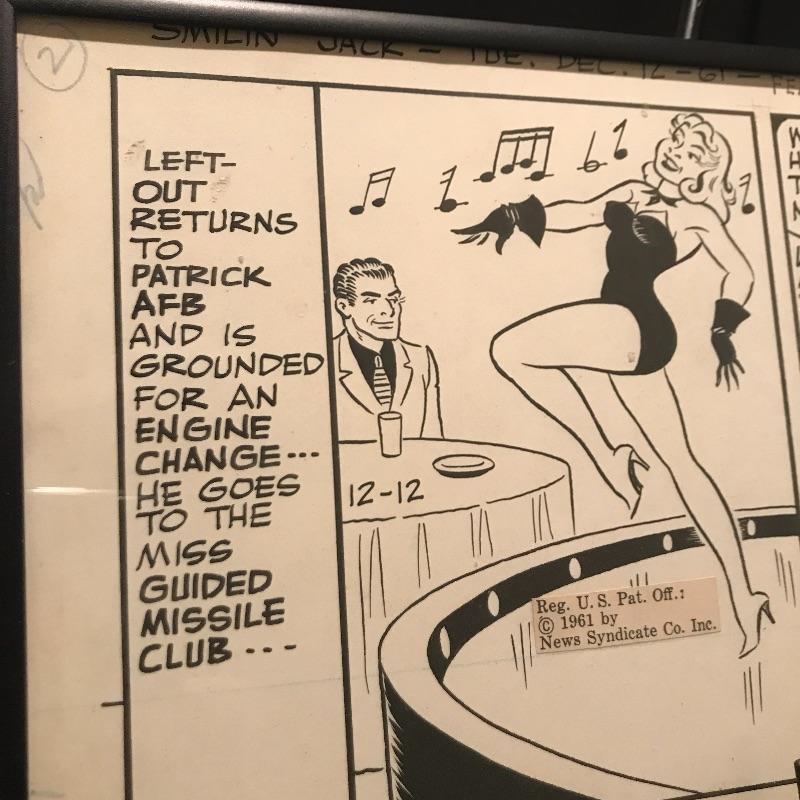 2
SMILIN' JACK - TUE. DEC. 12-61 -
LEFT-
OUT
RETURNS
TO
PATRICK
AFB
AND IS
GROUNDED
FOR AN
ENGINE
CHANGE---
HE GOES
TO THE
MISS
GUIDED
MISSILE
CLUB ---
12-12
Reg. U. S. Pat. Off.:
© 1961 by
News Syndicate Co. Inc.